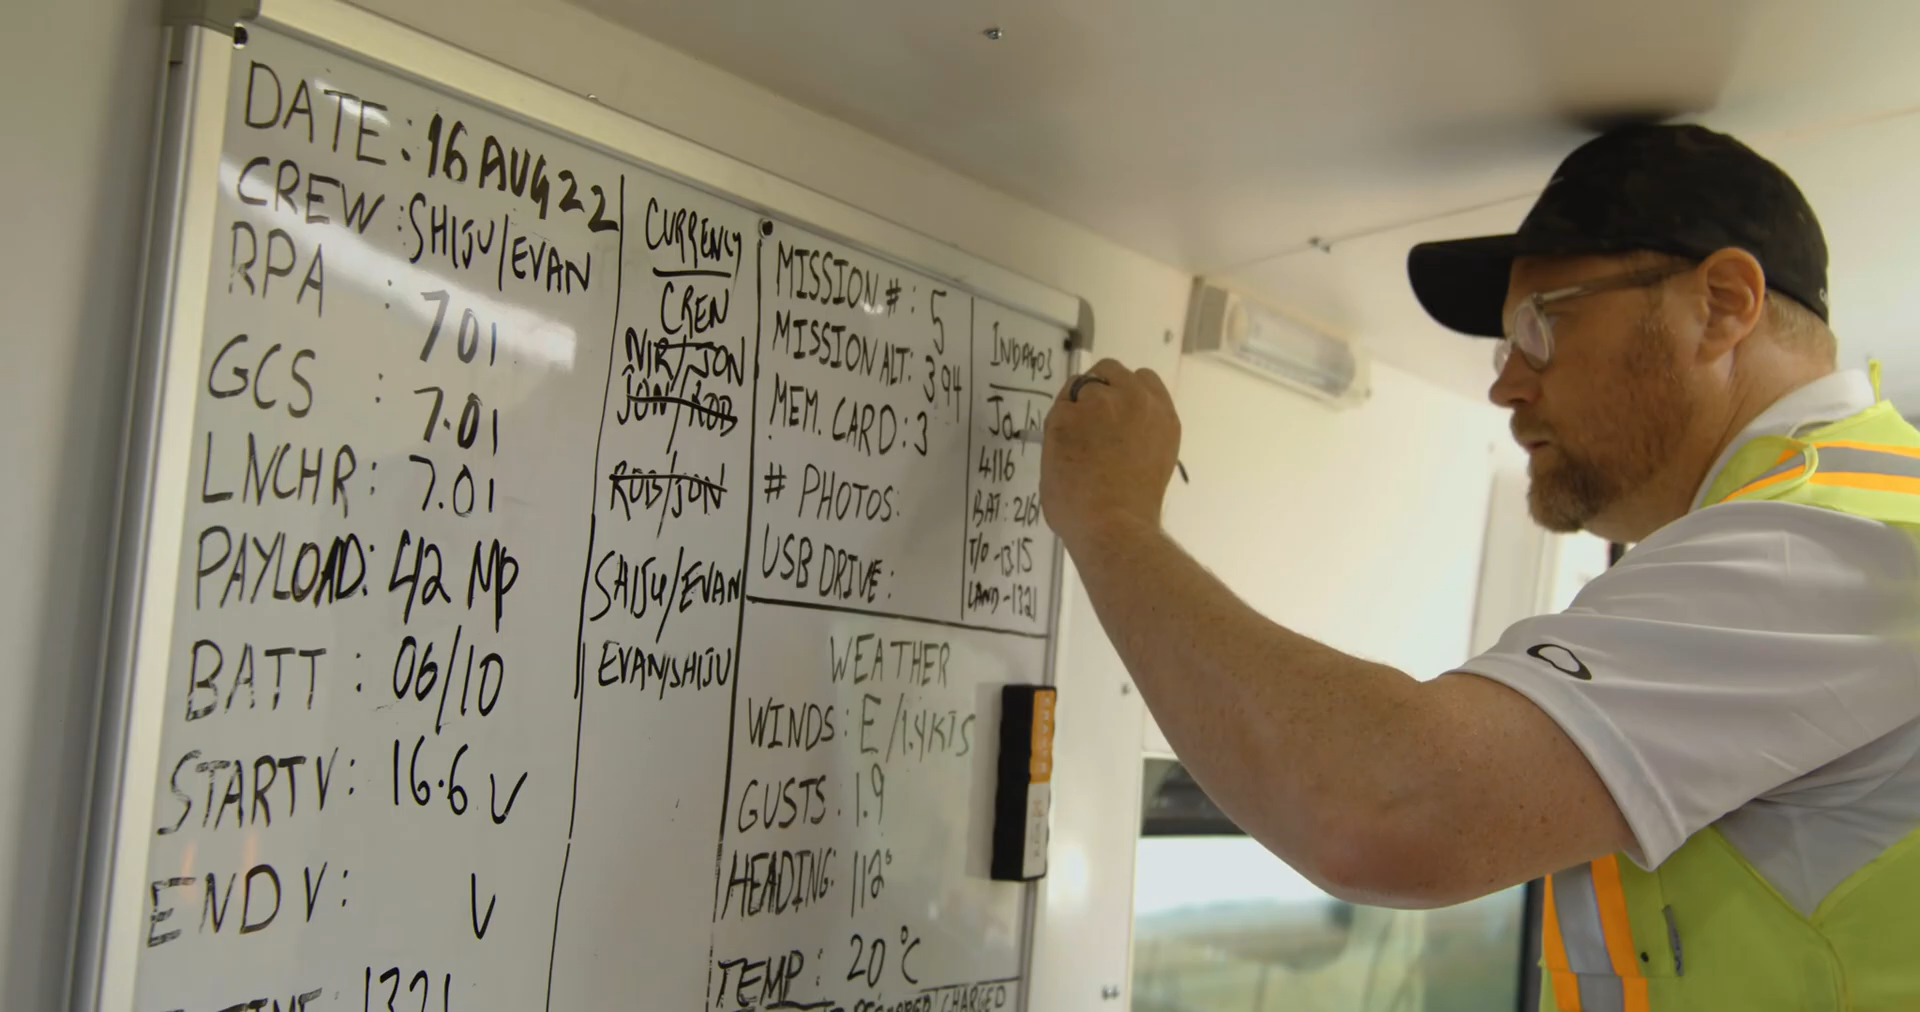 DATE: 16 AUG 22
CREW: SHIJU/EVAN
RPA : 701
GCS : 7.01
LNCHR: 7.01
PAYLOAD: 42 MP
BATT : 06/10
START V: 16.6 V
END V: V
1321
CURRENCY
CREW
NIR/JON
JON/ROB
ROB/JON
SHIJU/EVAN
EVAN/SHIJU
MISSION #: 5
MISSION ALT: 394
MEM. CARD: 3
# PHOTOS:
USB DRIVE:
INDAGOS
4116
BAT: 216
T/O -1315
LAND -1321
WEATHER
WINDS: E /1.4KTS
GUSTS: 1.9
HEADING: 112°
TEMP: 20°C
CHARGED